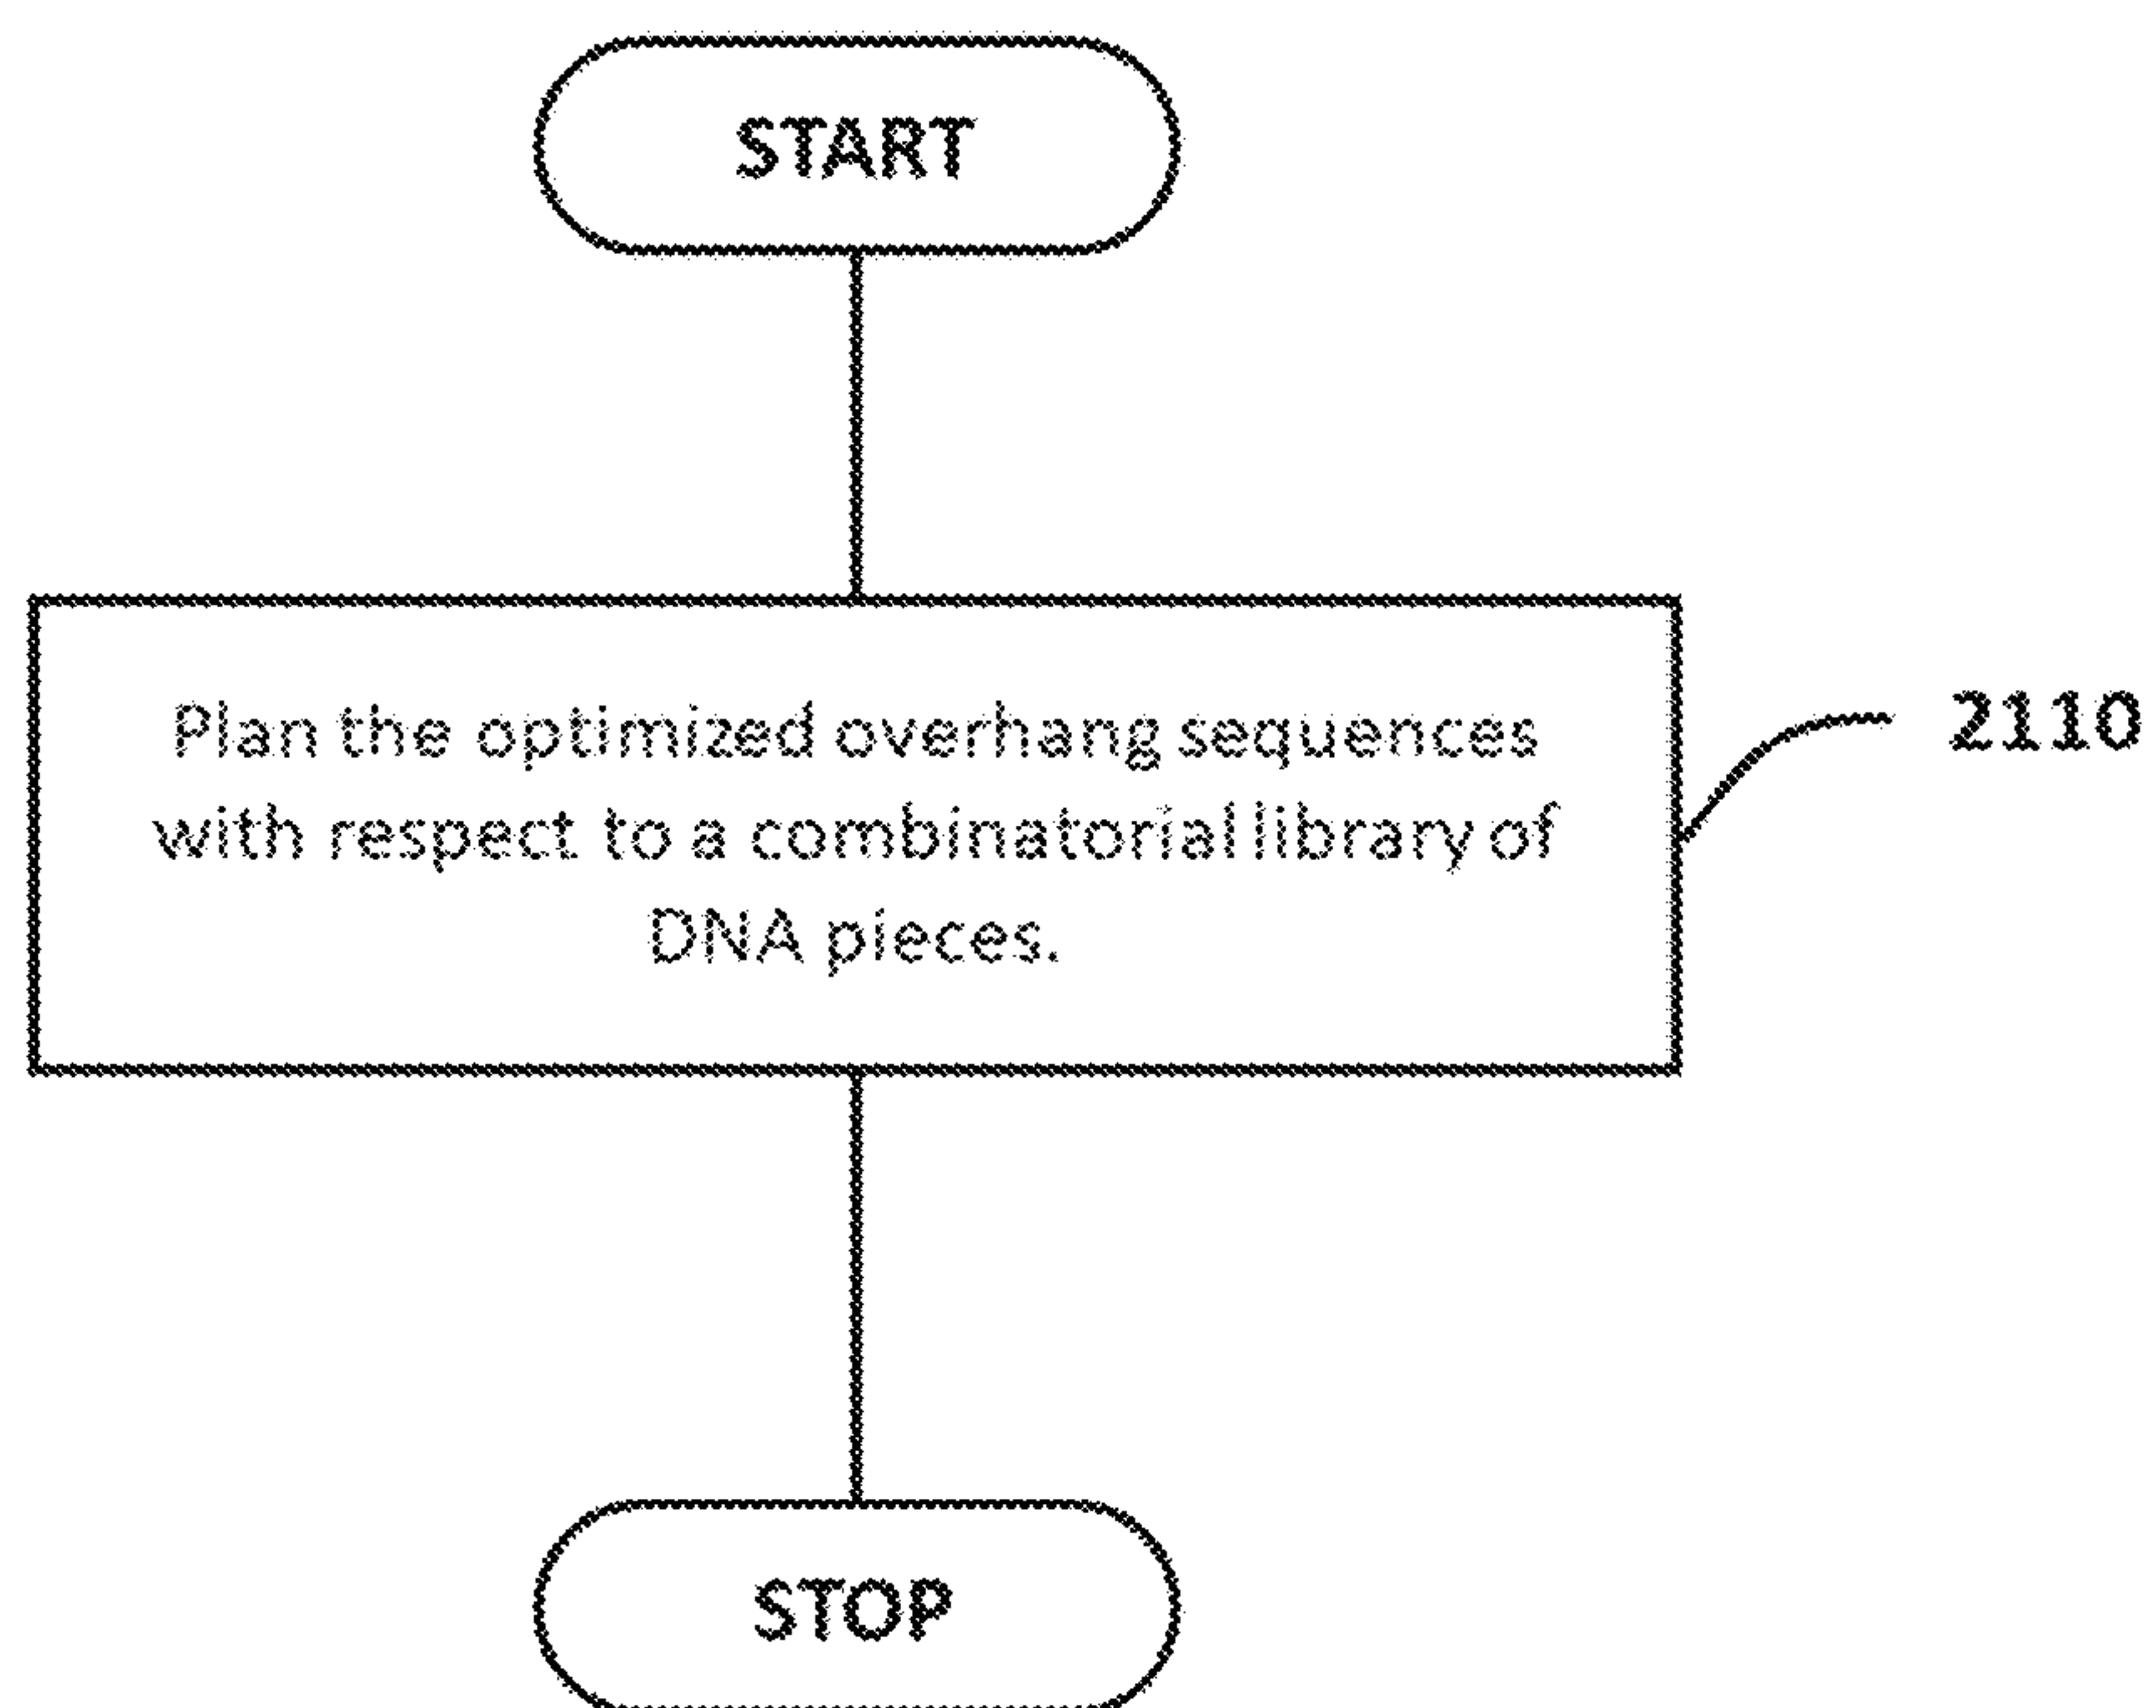 START
Plan the optimized overhang sequences
with respect to a combinatorial library of
DNA pieces.
2110
STOP